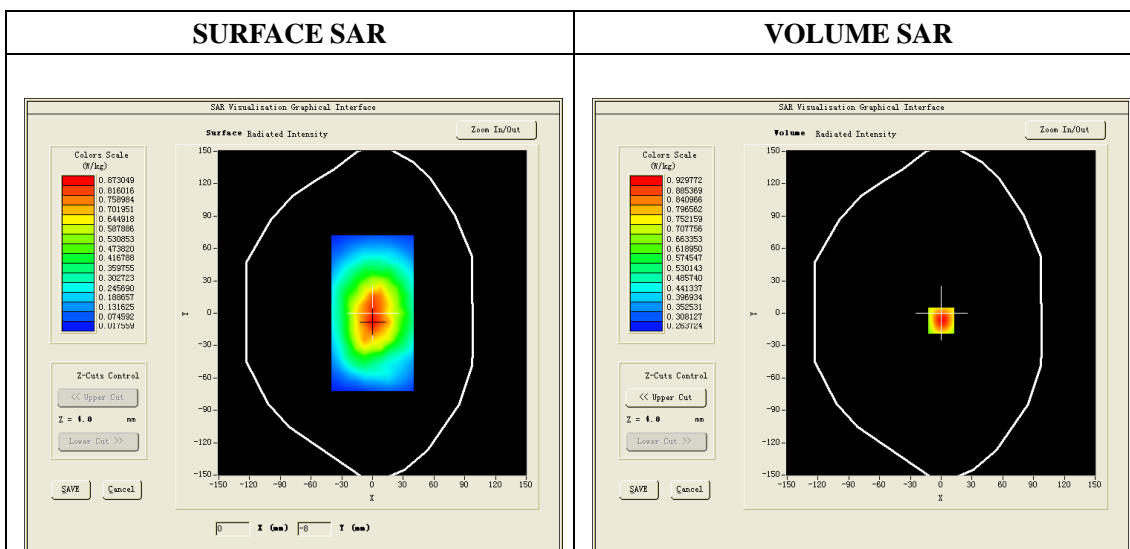 SURFACE SAR
VOLUME SAR
SAR Visualisation Graphical Interface
Surface Radiated Intensity
Zoom In/Out
Colors Scale
(W/kg)
0.873049
0.816016
0.758984
0.701951
0.644918
0.587886
0.530853
0.473820
0.416788
0.359755
0.302723
0.245690
0.188657
0.131625
0.074592
0.017559
150
120
90
60
30
0
-30
-60
-90
-120
-150
Y
-150 -120 -90 -60 -30 0 30 60 90 120 150
X
Z-Cuts Control
<< Upper Cut
Z = 4.0 mm
Lower Cut >>
SAVE Cancel
0 X (mm) -8 Y (mm)
SAR Visualisation Graphical Interface
Volume Radiated Intensity
Zoom In/Out
Colors Scale
(W/kg)
0.929772
0.885369
0.840966
0.796562
0.752159
0.707756
0.663353
0.618950
0.574547
0.530143
0.485740
0.441337
0.396934
0.352531
0.308127
0.263724
150
120
90
60
30
0
-30
-60
-90
-120
-150
Y
-150 -120 -90 -60 -30 0 30 60 90 120 150
X
Z-Cuts Control
<< Upper Cut
Z = 4.0 mm
Lower Cut >>
SAVE Cancel